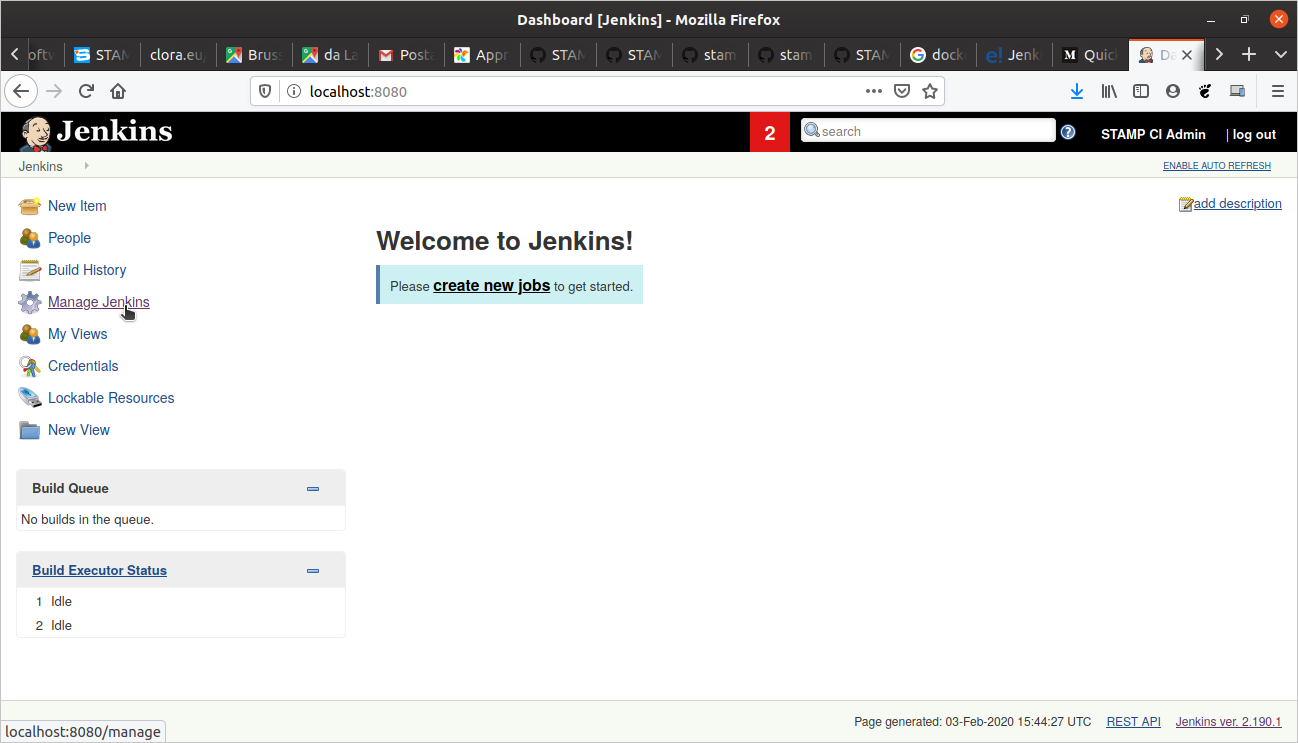 Dashboard [Jenkins] - Mozilla Firefox
oftv STAM clora.eu, Brus da La Post Appr STAM STAM stam stam STAM dock Jenk Quic Da
localhost:8080
Jenkins 2 search ? STAMP CI Admin | log out
Jenkins ENABLE AUTO REFRESH
New Item add description
People
Welcome to Jenkins!
Build History
Please create new jobs to get started.
Manage Jenkins
My Views
Credentials
Lockable Resources
New View
Build Queue
No builds in the queue.
Build Executor Status
1 Idle
2 Idle
Page generated: 03-Feb-2020 15:44:27 UTC REST API Jenkins ver. 2.190.1
localhost:8080/manage